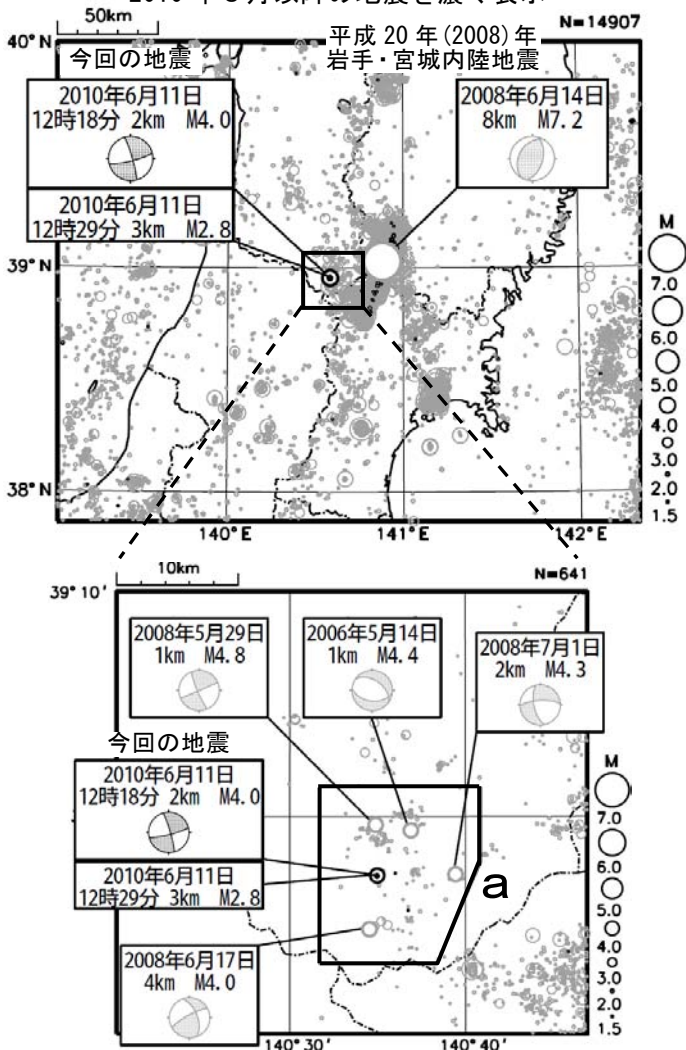 2010年6月以降の地震を濃く表示
50km
N=14907
40°N
今回の地震
平成20年(2008)年
岩手・宮城内陸地震
2010年6月11日
12時18分 2km M4.0
2008年6月14日
8km M7.2
2010年6月11日
12時29分 3km M2.8
39°N
38°N
140°E
141°E
142°E
M
7.0
6.0
5.0
4.0
3.0
2.0
1.5
10km
N=641
39°10'
2008年5月29日
1km M4.8
2006年5月14日
1km M4.4
2008年7月1日
2km M4.3
今回の地震
2010年6月11日
12時18分 2km M4.0
2010年6月11日
12時29分 3km M2.8
a
2008年6月17日
4km M4.0
140°30'
140°40'
M
7.0
6.0
5.0
4.0
3.0
2.0
1.5